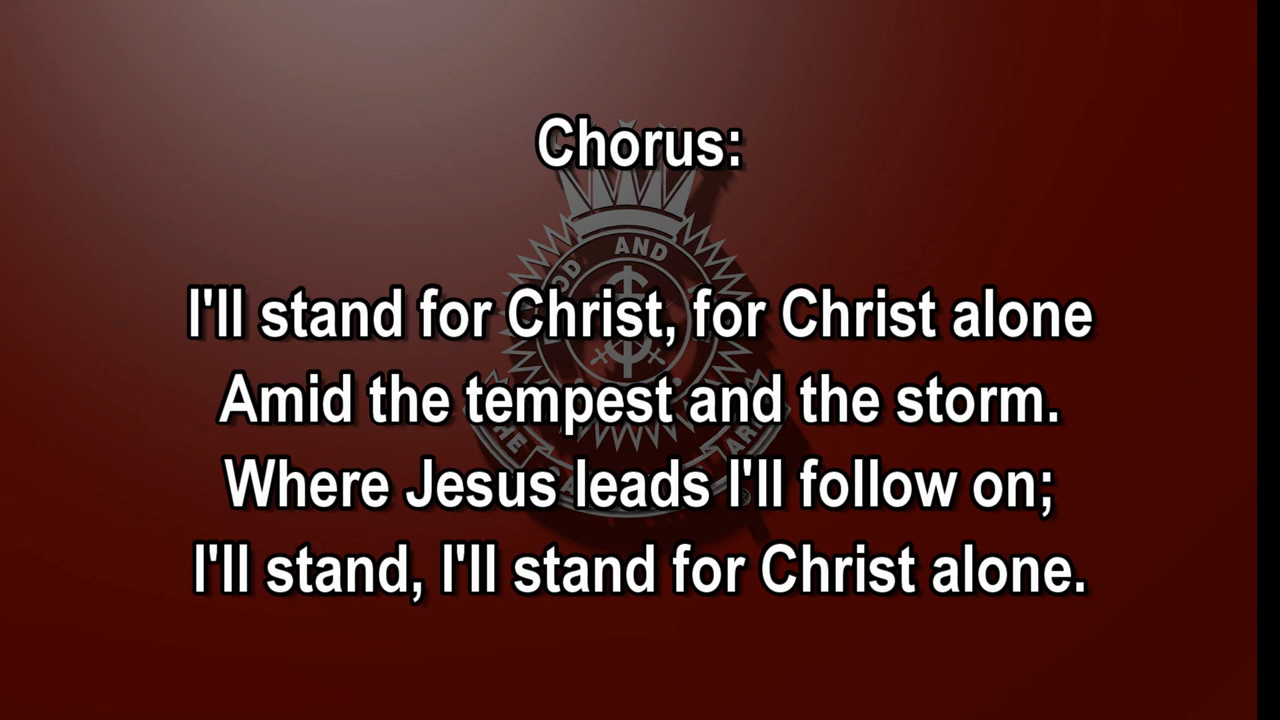 Chorus:
AND
I'll stand for Christ, for Christ alone
Amid the tempest and the storm.
Where Jesus leads I'll follow on;
I'll stand, I'll stand for Christ alone.